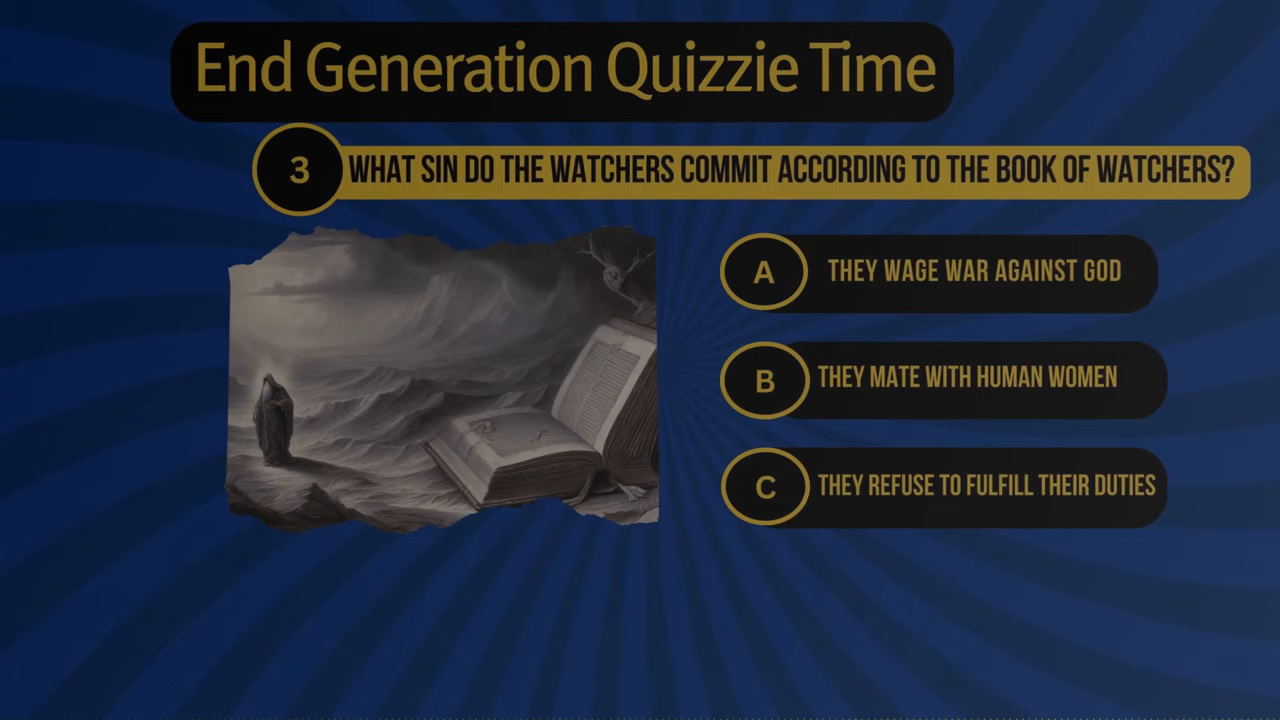 End Generation Quizzie Time
3
WHAT SIN DO THE WATCHERS COMMIT ACCORDING TO THE BOOK OF WATCHERS?
A
THEY WAGE WAR AGAINST GOD
B
THEY MATE WITH HUMAN WOMEN
C
THEY REFUSE TO FULFILL THEIR DUTIES